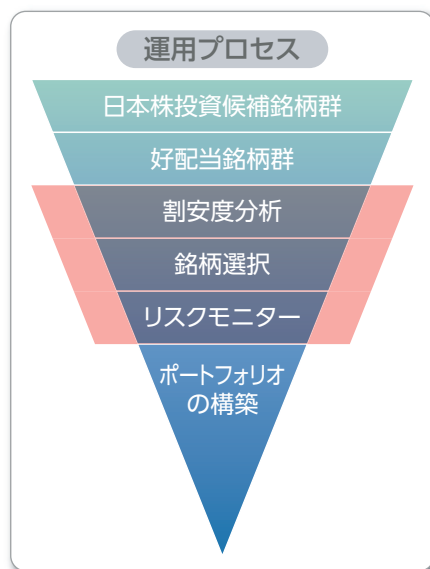 運用プロセス
日本株投資候補銘柄群
好配当銘柄群
割安度分析
銘柄選択
リスクモニター
ポートフォリオ
の構築